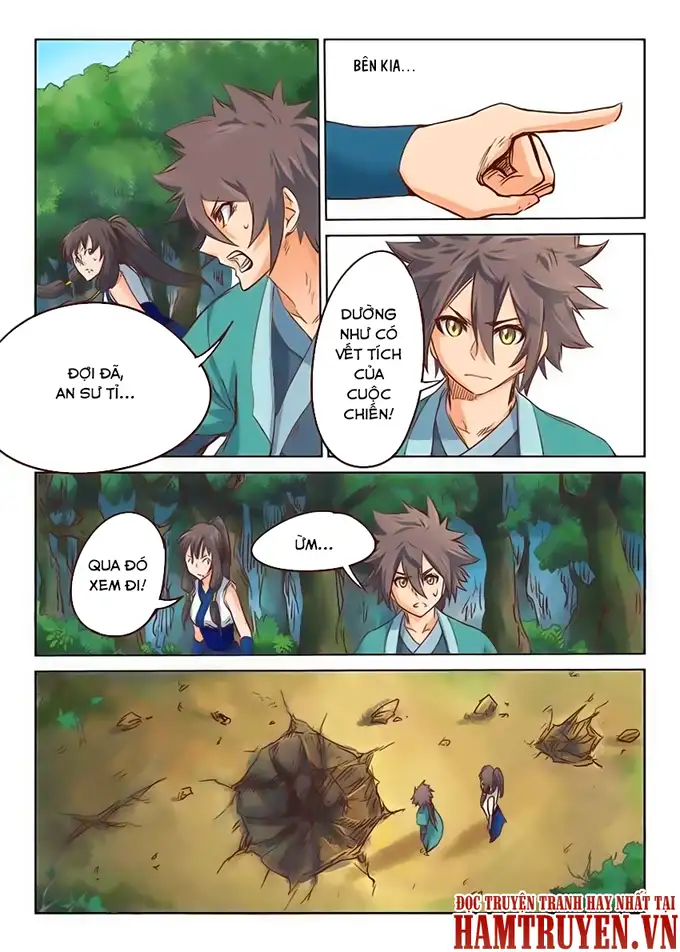 ĐỢI ĐÃ,
AN SƯ TỈ...
BÊN KIA...
DƯỜNG
NHƯ CÓ
VẾT TÍCH
CỦA
CUỘC
CHIẾN!
QUA ĐÓ
XEM ĐI!
ỪM...
ĐỌC TRUYỆN TRANH HAY NHẤT TẠI
HAMTRUYEN.VN